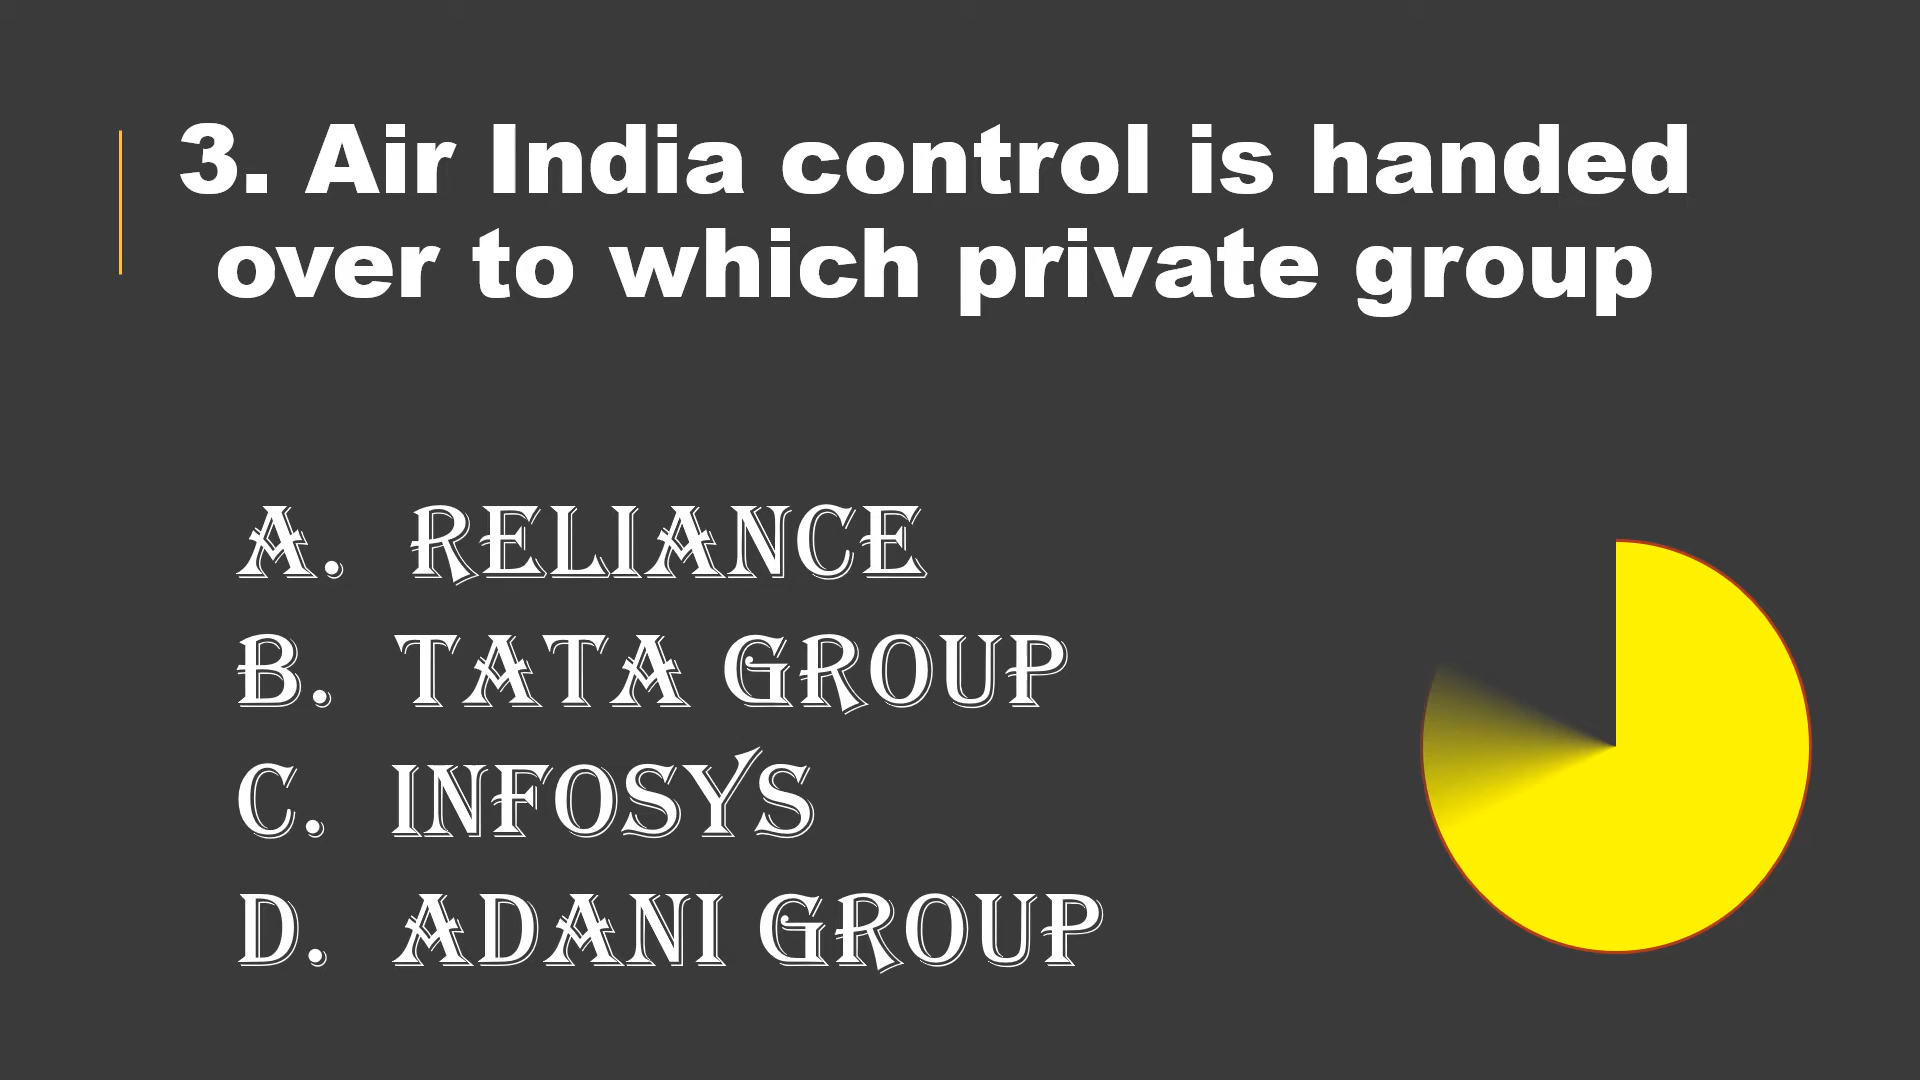 3. Air India control is handed
over to which private group
A. RELIANCE
B. TATA GROUP
C. INFOSYS
D. ADANI GROUP